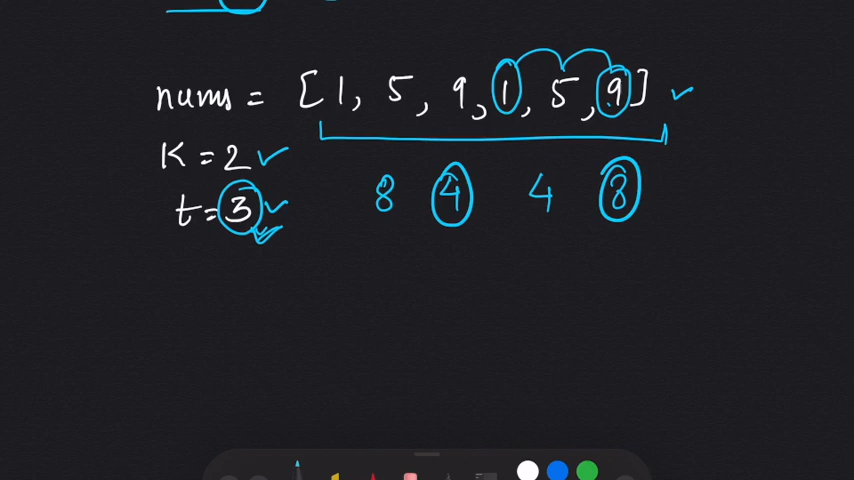 nums = [1, 5, 9, 1, 5, 9]
K = 2
t = 3
8 4 4 8